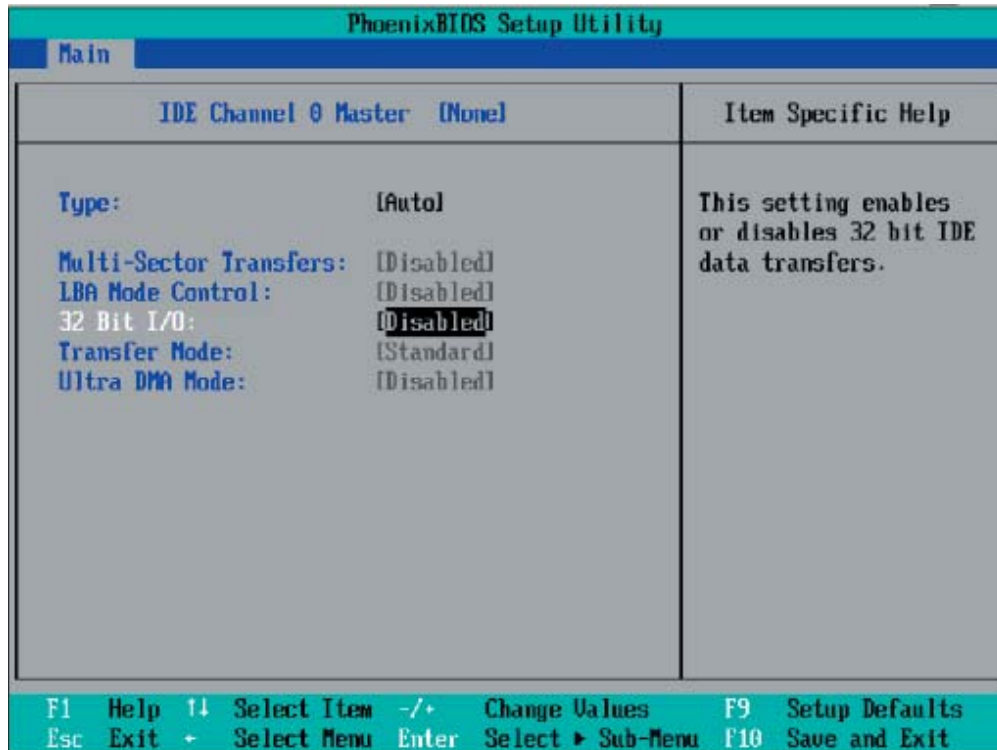 PhoenixBIOS Setup Utility
Main
IDE Channel 0 Master [None]
Item Specific Help
Type: [Auto]
Multi-Sector Transfers: [Disabled]
LBA Mode Control: [Disabled]
32 Bit I/O: [Disabled]
Transfer Mode: [Standard]
Ultra DMA Mode: [Disabled]
This setting enables
or disables 32 bit IDE
data transfers.
F1 Help ↑↓ Select Item -/+ Change Values F9 Setup Defaults
Esc Exit ← Select Menu Enter Select ▶ Sub-Menu F10 Save and Exit